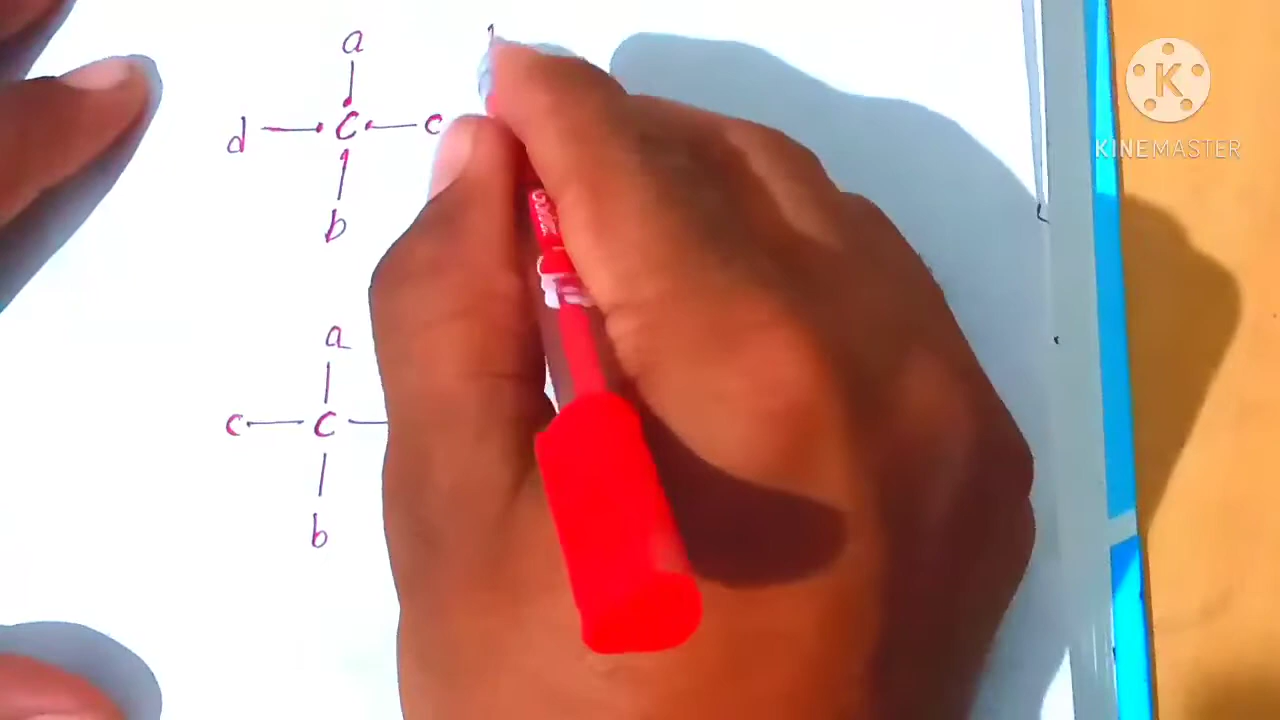 a
d — C — c
b
a
c — C —
b
K
KINEMASTER